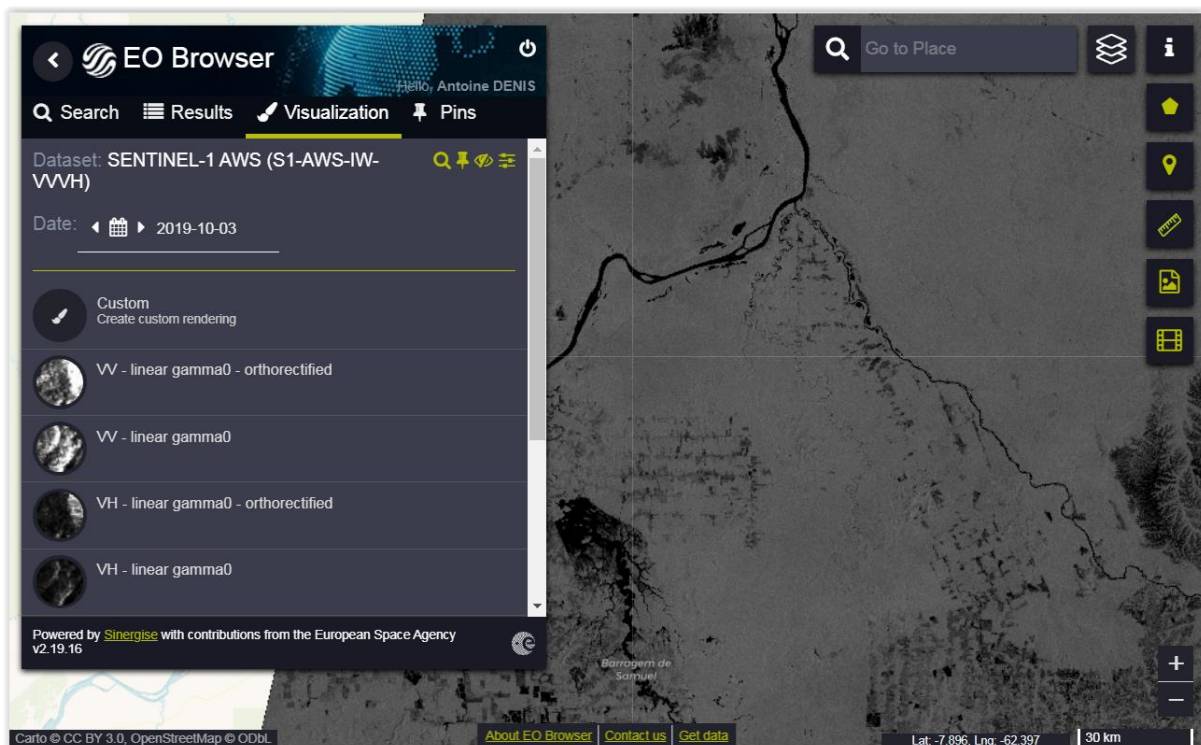 EO Browser
Hello, Antoine DENIS
Search Results Visualization Pins
Dataset: SENTINEL-1 AWS (S1-AWS-IW-
VVVH)
Date: 2019-10-03
Custom
Create custom rendering
VV - linear gamma0 - orthorectified
VV - linear gamma0
VH - linear gamma0 - orthorectified
VH - linear gamma0
Powered by Sinergise with contributions from the European Space Agency
v2.19.16
Go to Place
i
Barragem de
Samuel
+
−
Carto © CC BY 3.0, OpenStreetMap © ODbL
About EO Browser Contact us Get data
Lat: -7.896, Lng: -62.397
30 km